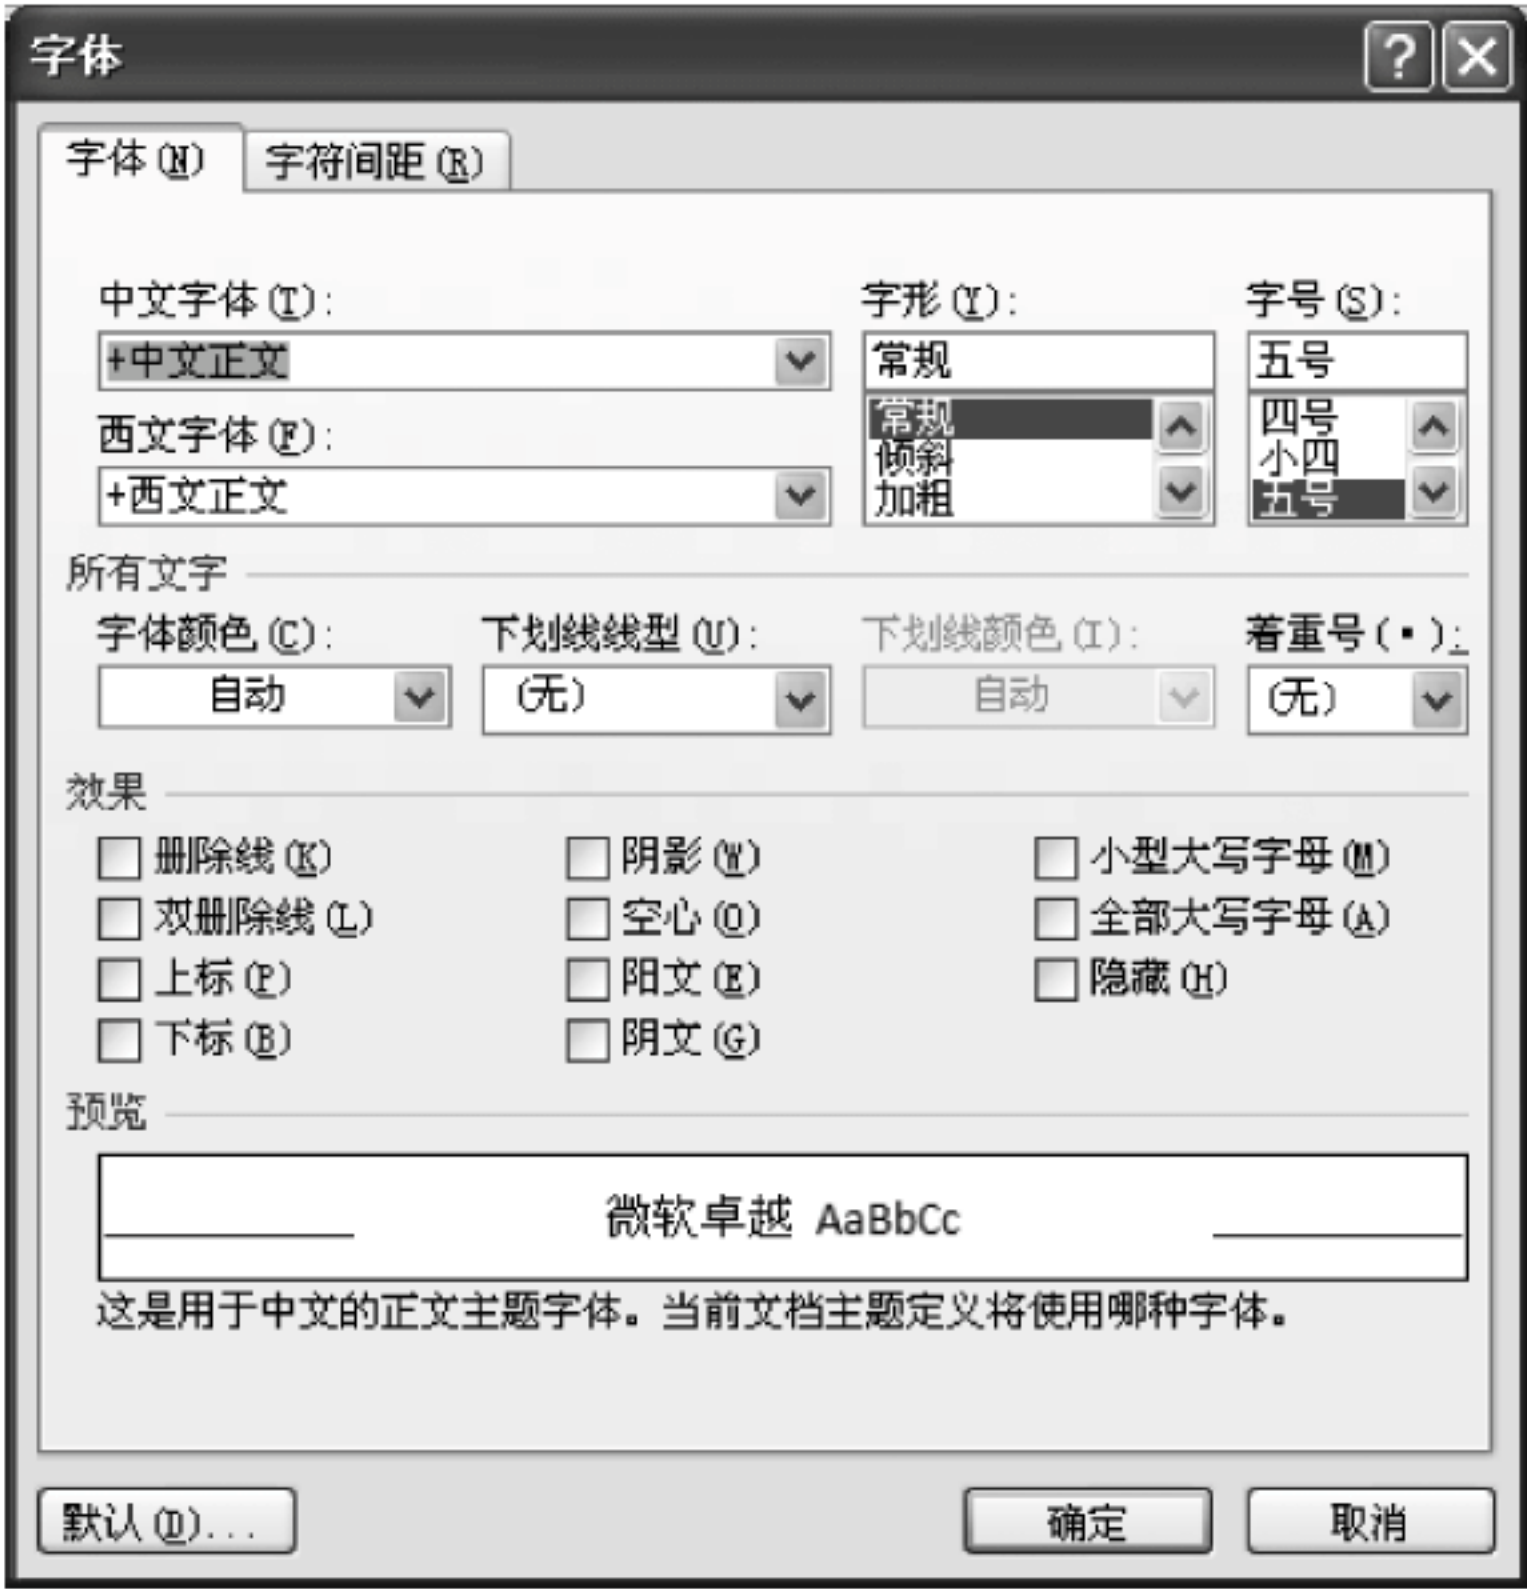 字体
字体(N) 字符间距(R)
中文字体(T): 字形(Y): 字号(S):
+中文正文 常规 五号
常规 四号
西文字体(F): 倾斜 小四
+西文正文 加粗 五号
所有文字
字体颜色(C): 下划线线型(U): 下划线颜色(I): 着重号(·):
自动 (无) 自动 (无)
效果
删除线(K) 阴影(W) 小型大写字母(M)
双删除线(L) 空心(O) 全部大写字母(A)
上标(P) 阳文(E) 隐藏(H)
下标(B) 阴文(G)
预览
微软卓越 AaBbCc
这是用于中文的正文主题字体。当前文档主题定义将使用哪种字体。
默认(D)... 确定 取消